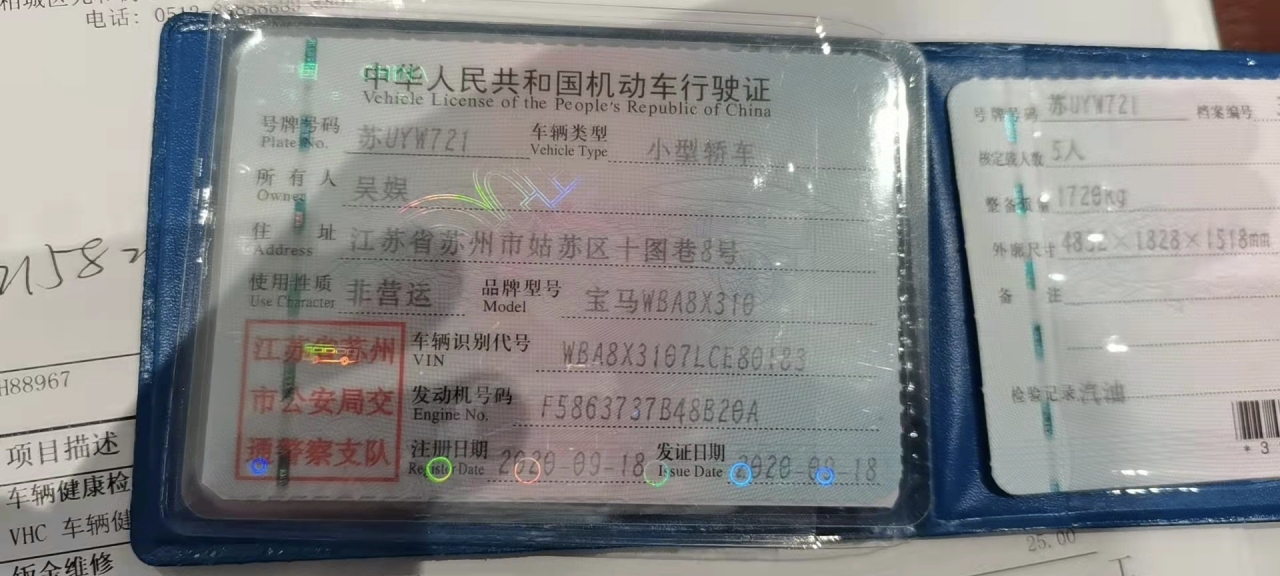 电话: 0512
中华人民共和国机动车行驶证
Vehicle License of the People's Republic of China
号牌号码 苏UYW721 车辆类型 小型轿车
Plate No. Vehicle Type
所有人 吴娱
Owner
住址 江苏省苏州市姑苏区十图巷8号
Address
使用性质 非营运 品牌型号 宝马WBA8X310
Use Character Model
江苏省苏州
市公安局交
通警察支队
车辆识别代号 WBA8X3107LCE80183
VIN
发动机号码 F5863737B48B20A
Engine No.
注册日期 2020-09-18 发证日期 2020-09-18
Register Date Issue Date
号牌号码 苏UYW721 档案编号
核定载人数 5人
整备质量 1720kg
外廓尺寸 ×1828×1518mm
备注
检验记录 汽油
* 3
H88967
项目描述
车辆健康检
VHC 车辆健
钣金维修
25.00